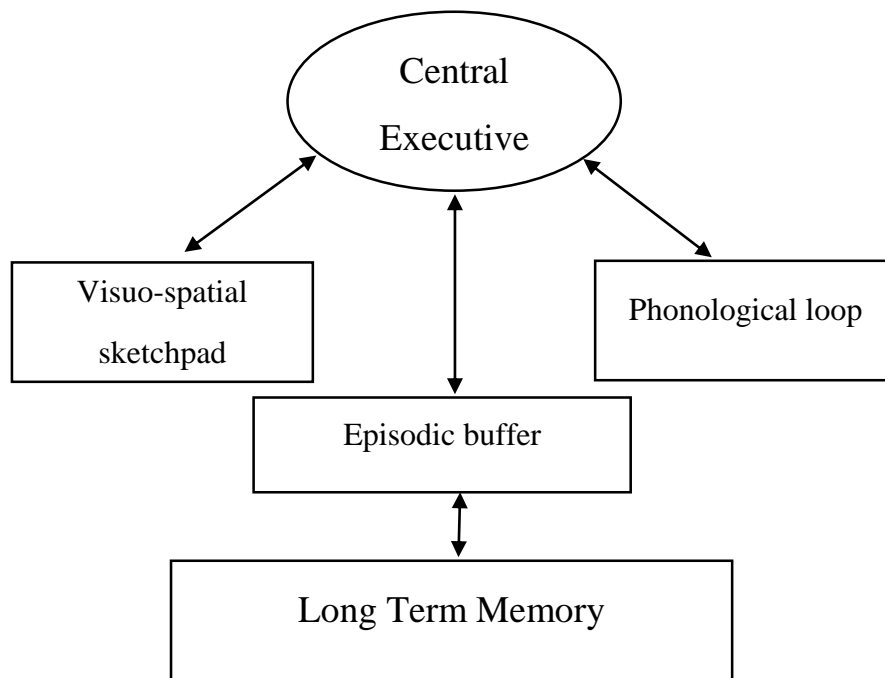 Central
Executive
Visuo-spatial
sketchpad
Phonological loop
Episodic buffer
Long Term Memory